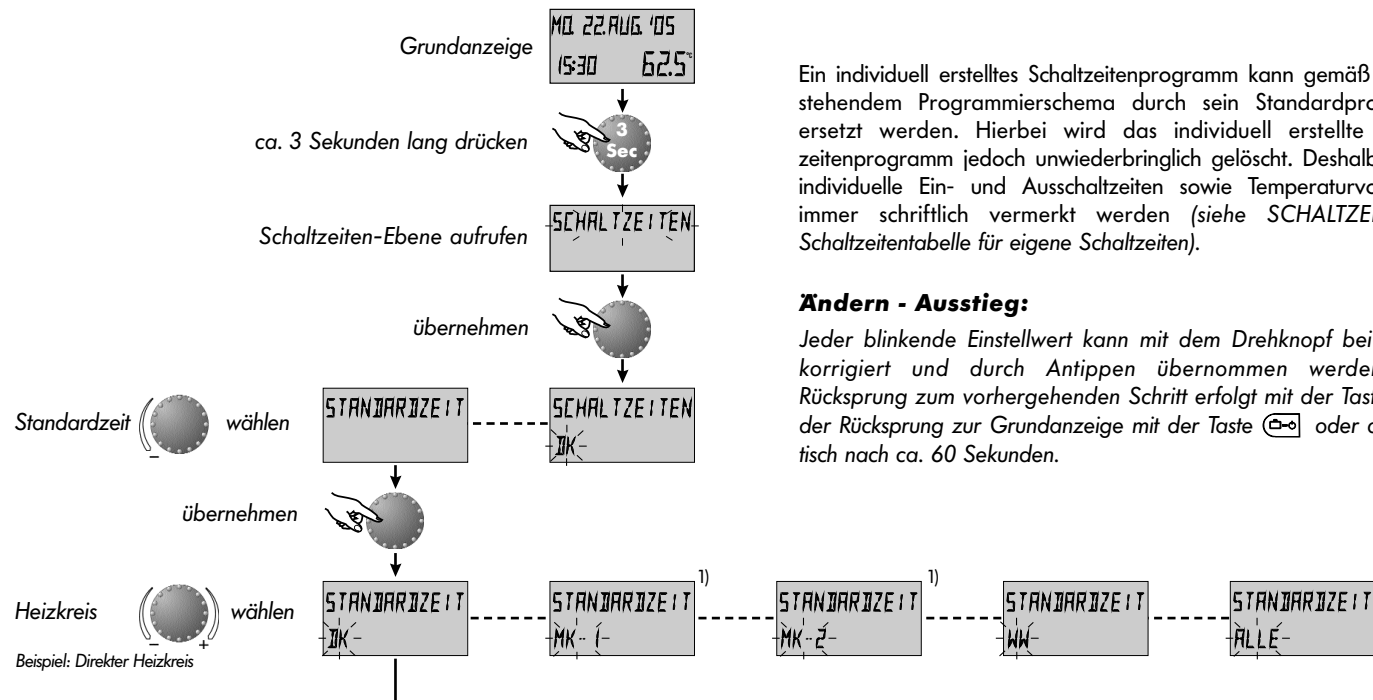 Grundanzeige
MO. 22.AUG. '05
15:30 62.5°C
ca. 3 Sekunden lang drücken
3
Sec
Schaltzeiten-Ebene aufrufen
SCHALTZEITEN
übernehmen
Standardzeit
–
wählen
STANDARDZEIT
SCHALTZEITEN
DK
übernehmen
Heizkreis
– +
wählen
Beispiel: Direkter Heizkreis
STANDARDZEIT
DK
STANDARDZEIT
MK-1
1)
STANDARDZEIT
MK-2
1)
STANDARDZEIT
WW
STANDARDZEIT
ALLE
Ein individuell erstelltes Schaltzeitenprogramm kann gemäß
stehendem Programmierschema durch sein Standardpro
ersetzt werden. Hierbei wird das individuell erstellte
zeitenprogramm jedoch unwiederbringlich gelöscht. Deshalb
individuelle Ein- und Ausschaltzeiten sowie Temperaturvo
immer schriftlich vermerkt werden (siehe SCHALTZEI
Schaltzeitentabelle für eigene Schaltzeiten).
Ändern - Ausstieg:
Jeder blinkende Einstellwert kann mit dem Drehknopf bei
korrigiert und durch Antippen übernommen werde
Rücksprung zum vorhergehenden Schritt erfolgt mit der Tast
der Rücksprung zur Grundanzeige mit der Taste oder
tisch nach ca. 60 Sekunden.